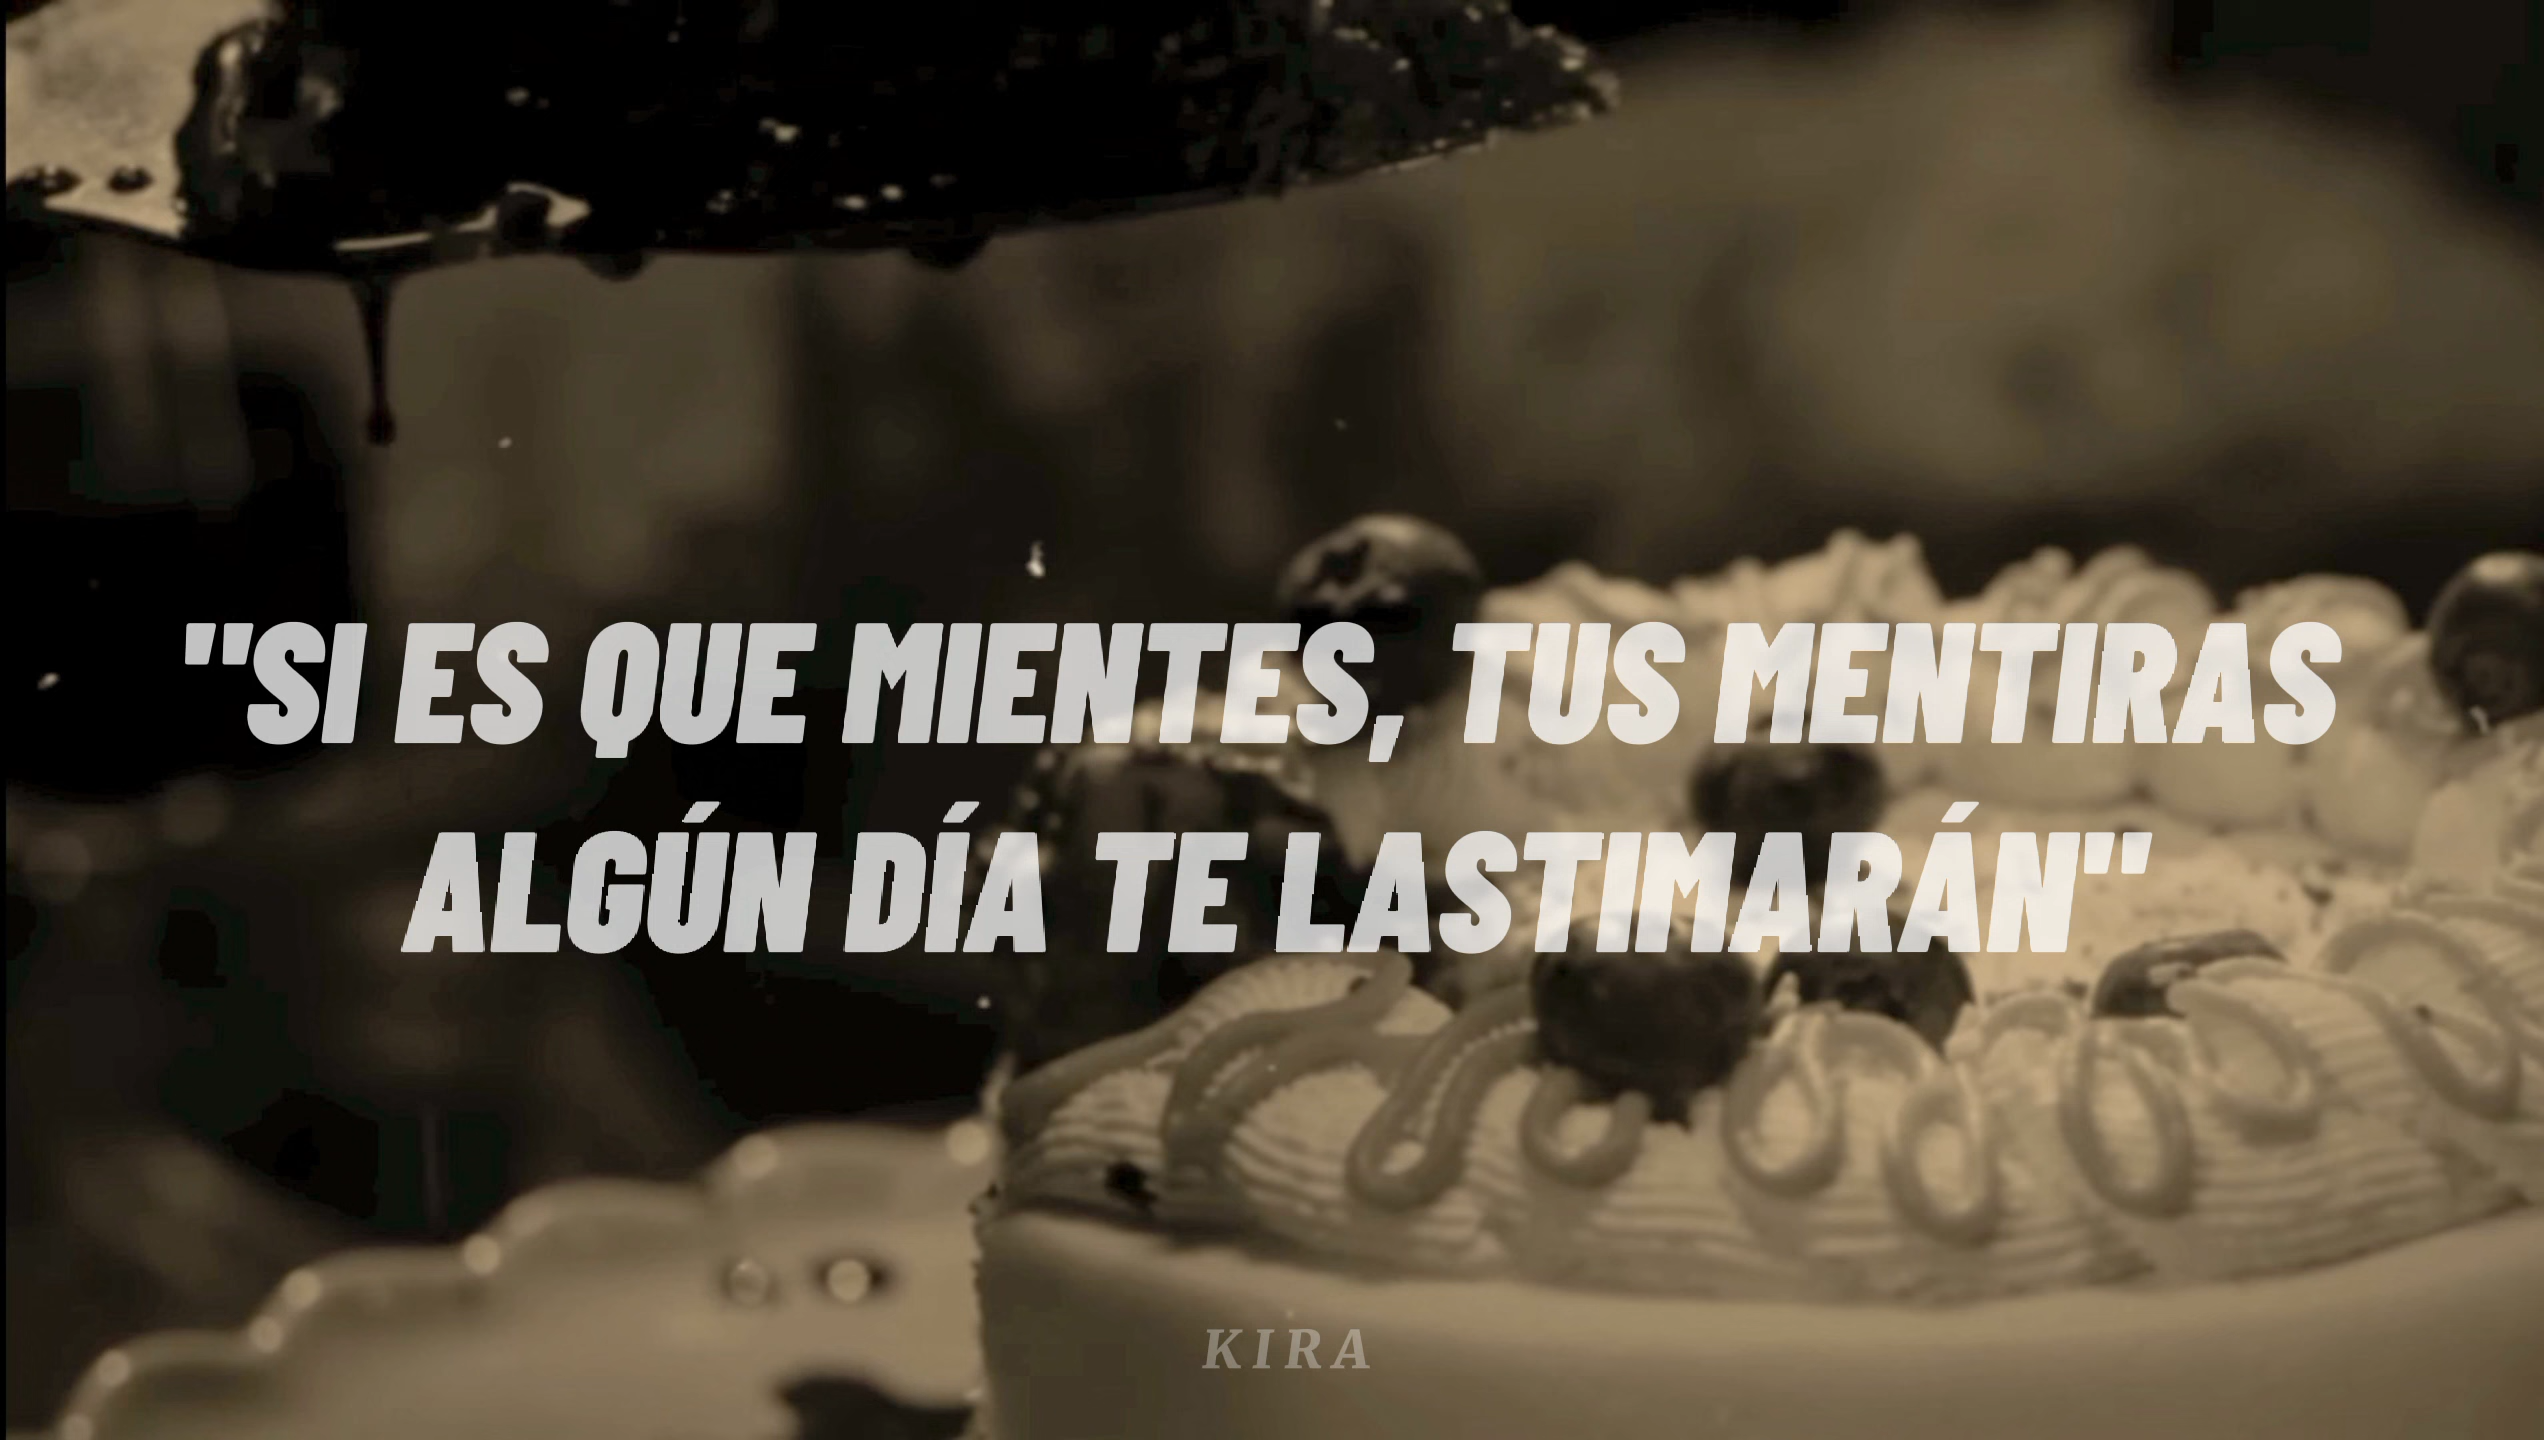 "SI ES QUE MIENTES, TUS MENTIRAS
ALGÚN DÍA TE LASTIMARÁN"
KIRA